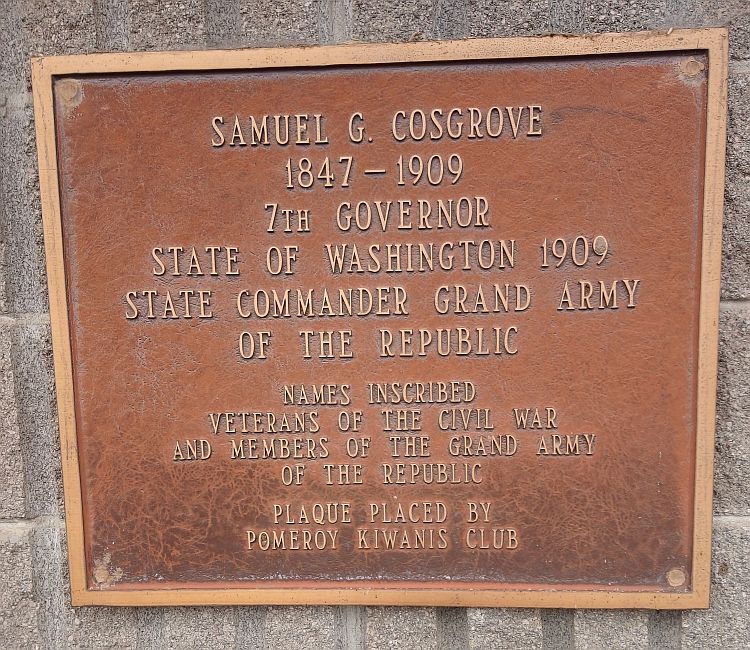 SAMUEL G. COSGROVE
1847 – 1909
7TH GOVERNOR
STATE OF WASHINGTON 1909
STATE COMMANDER GRAND ARMY
OF THE REPUBLIC
NAMES INSCRIBED
VETERANS OF THE CIVIL WAR
AND MEMBERS OF THE GRAND ARMY
OF THE REPUBLIC
PLAQUE PLACED BY
POMEROY KIWANIS CLUB